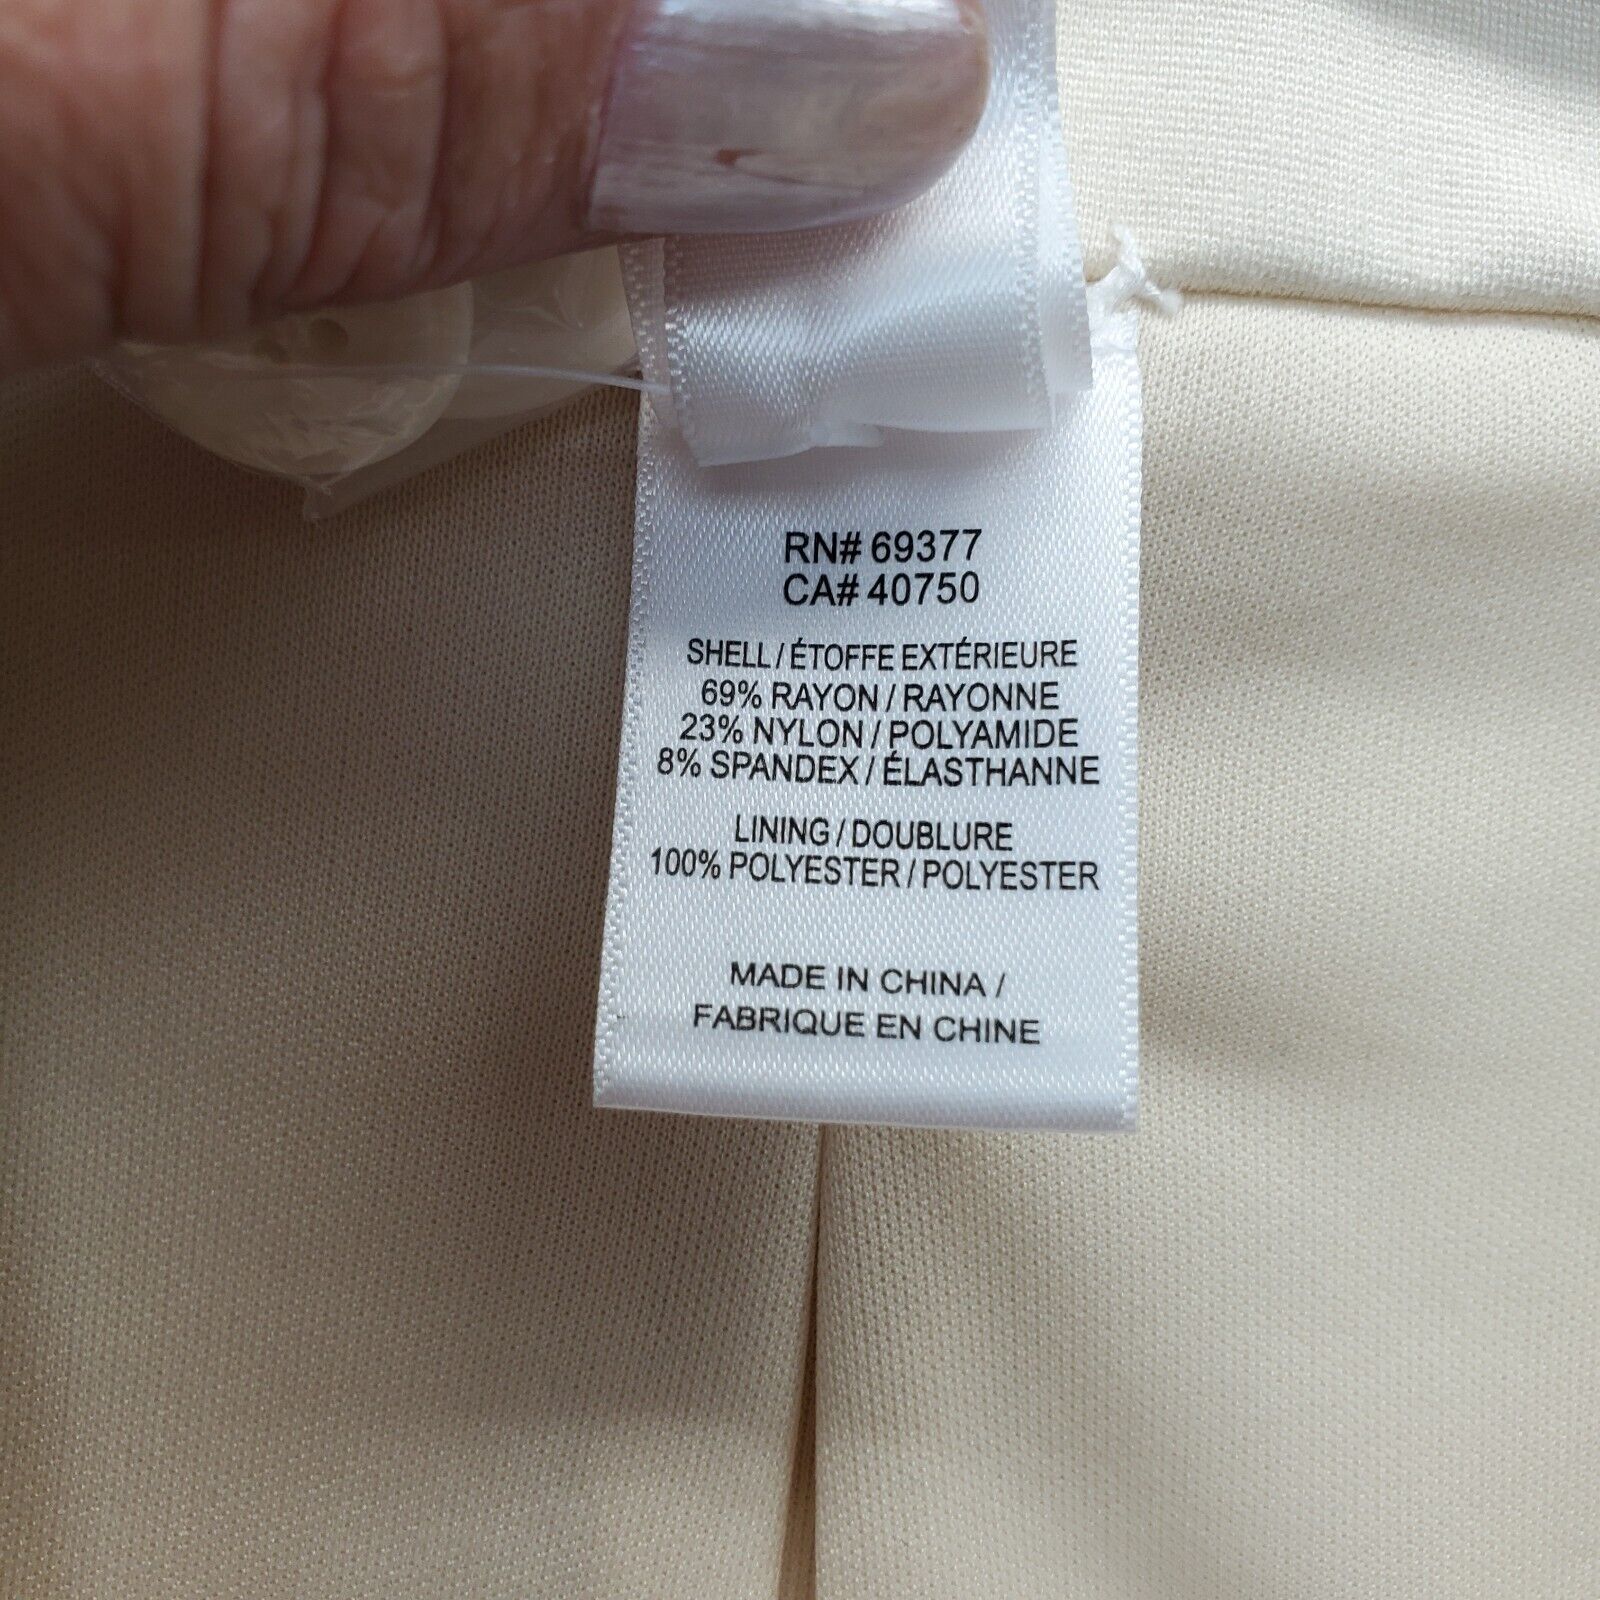 RN# 69377
CA# 40750
SHELL / ÉTOFFE EXTÉRIEURE
69% RAYON / RAYONNE
23% NYLON / POLYAMIDE
8% SPANDEX / ÉLASTHANNE
LINING / DOUBLURE
100% POLYESTER / POLYESTER
MADE IN CHINA /
FABRIQUE EN CHINE